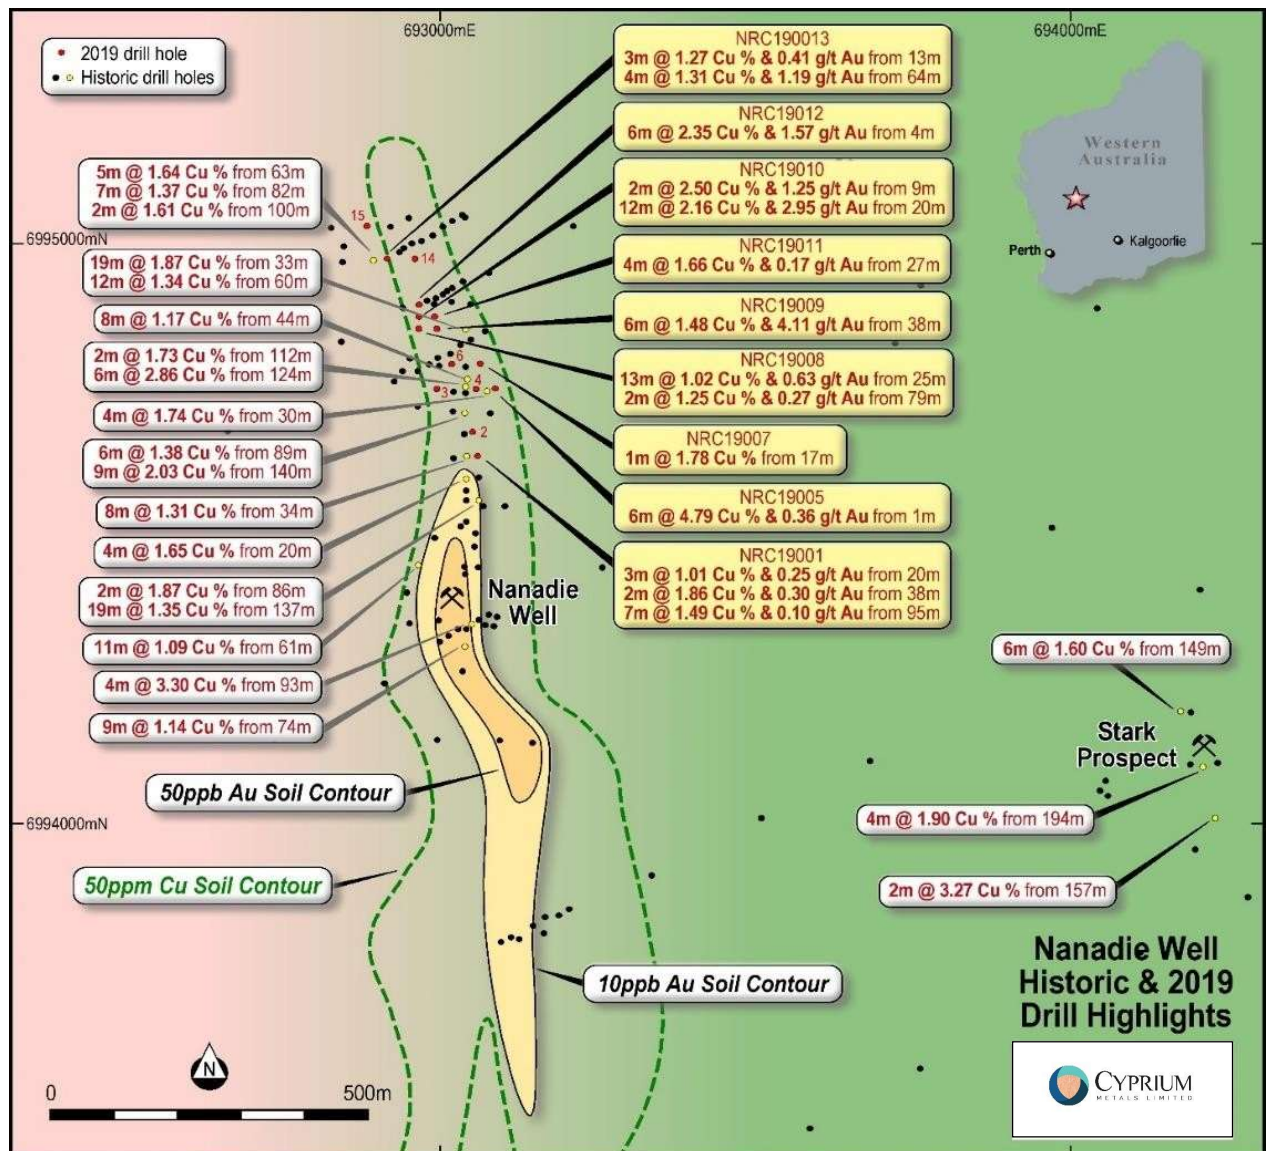 693000mE
694000mE
2019 drill hole
Historic drill holes
NRC190013
3m @ 1.27 Cu % & 0.41 g/t Au from 13m
4m @ 1.31 Cu % & 1.19 g/t Au from 64m
NRC19012
6m @ 2.35 Cu % & 1.57 g/t Au from 4m
NRC19010
2m @ 2.50 Cu % & 1.25 g/t Au from 9m
12m @ 2.16 Cu % & 2.95 g/t Au from 20m
NRC19011
4m @ 1.66 Cu % & 0.17 g/t Au from 27m
NRC19009
6m @ 1.48 Cu % & 4.11 g/t Au from 38m
NRC19008
13m @ 1.02 Cu % & 0.63 g/t Au from 25m
2m @ 1.25 Cu % & 0.27 g/t Au from 79m
NRC19007
1m @ 1.78 Cu % from 17m
NRC19005
6m @ 4.79 Cu % & 0.36 g/t Au from 1m
NRC19001
3m @ 1.01 Cu % & 0.25 g/t Au from 20m
2m @ 1.86 Cu % & 0.30 g/t Au from 38m
7m @ 1.49 Cu % & 0.10 g/t Au from 95m
Western
Australia
Perth
Kalgoorlie
5m @ 1.64 Cu % from 63m
7m @ 1.37 Cu % from 82m
2m @ 1.61 Cu % from 100m
15
6995000mN
14
19m @ 1.87 Cu % from 33m
12m @ 1.34 Cu % from 60m
8m @ 1.17 Cu % from 44m
2m @ 1.73 Cu % from 112m
6m @ 2.86 Cu % from 124m
6
4
3
4m @ 1.74 Cu % from 30m
2
6m @ 1.38 Cu % from 89m
9m @ 2.03 Cu % from 140m
8m @ 1.31 Cu % from 34m
4m @ 1.65 Cu % from 20m
2m @ 1.87 Cu % from 86m
19m @ 1.35 Cu % from 137m
11m @ 1.09 Cu % from 61m
4m @ 3.30 Cu % from 93m
9m @ 1.14 Cu % from 74m
Nanadie
Well
6m @ 1.60 Cu % from 149m
Stark
Prospect
4m @ 1.90 Cu % from 194m
2m @ 3.27 Cu % from 157m
50ppb Au Soil Contour
6994000mN
50ppm Cu Soil Contour
10ppb Au Soil Contour
Nanadie Well
Historic & 2019
Drill Highlights
N
0
500m
CYPRIUM
METALS LIMITED